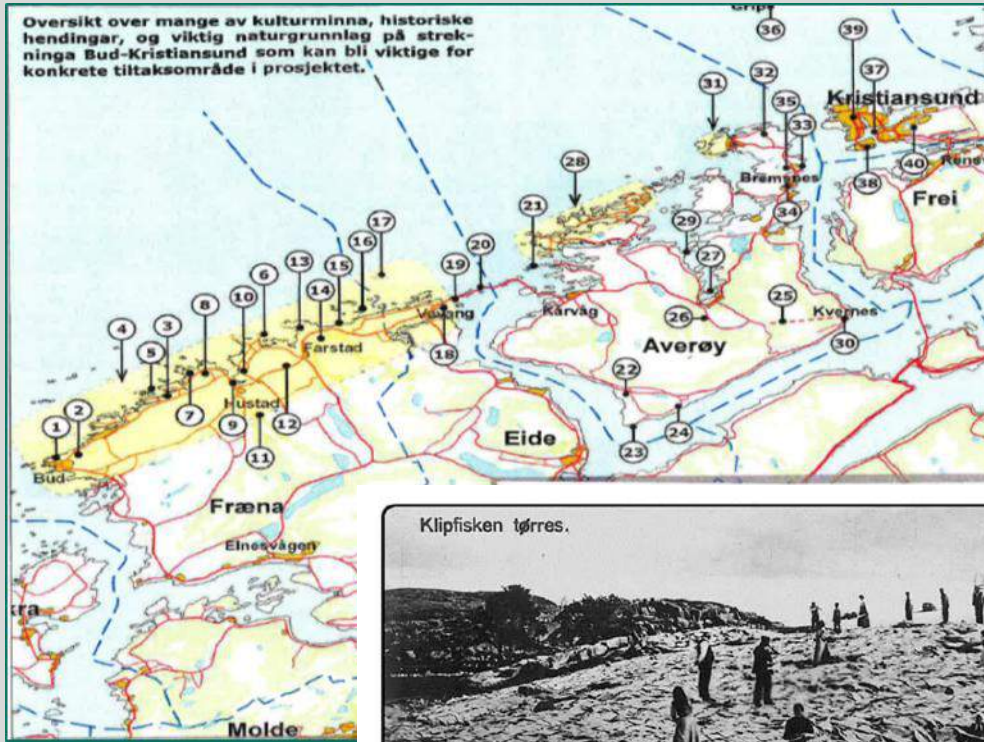 Oversikt over mange av kulturminna, historiske
hendingar, og viktig naturgrunnlag på strek-
ninga Bud-Kristiansund som kan bli viktige for
konkrete tiltaksområde i prosjektet.
36
39
37
Kristiansund
31
32
35
33
40
38
Bremsnes
34
Frei
28
21
29
27
17
20
19
16
15
13
14
6
10
8
3
4
5
7
Vevang
18
Kårvåg
26
25
Kvernes
30
Averøy
Farstad
22
24
23
Hustad
9
12
11
1
2
Bud
Eide
Fræna
Elnesvågen
Molde
Klipfisken tørres.